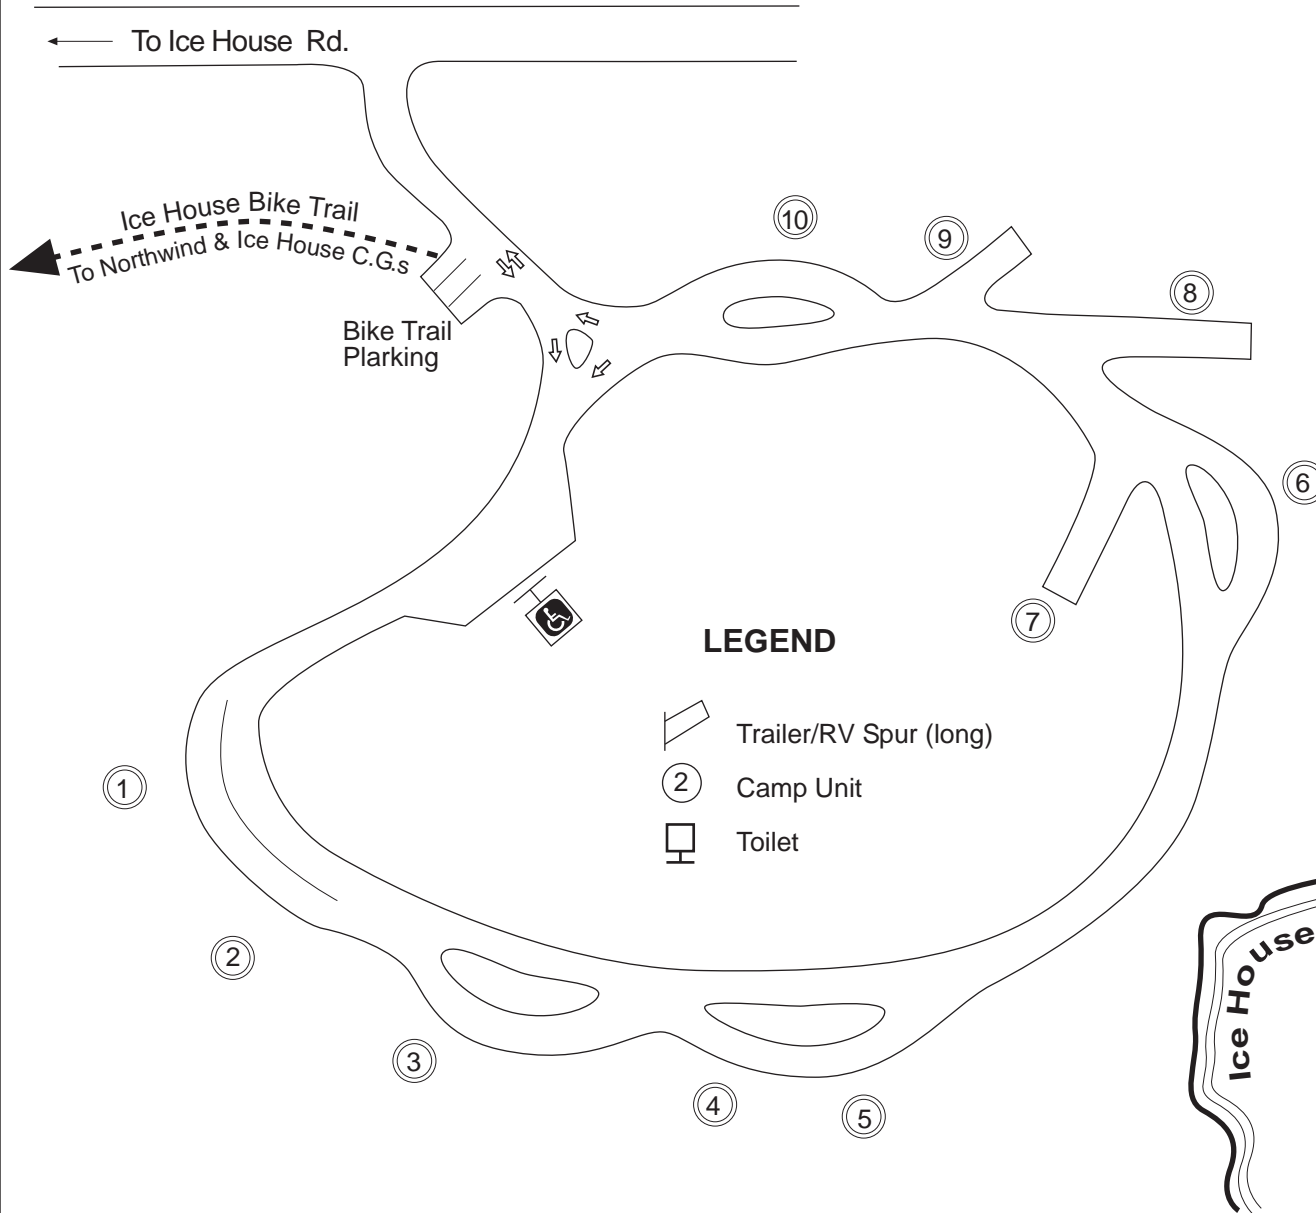 To Ice House Rd.
Ice House Bike Trail
To Northwind & Ice House C.G.s
Bike Trail
Plarking
10
9
8
6
7
LEGEND
Trailer/RV Spur (long)
2 Camp Unit
Toilet
1
2
3
4
5
Ice House